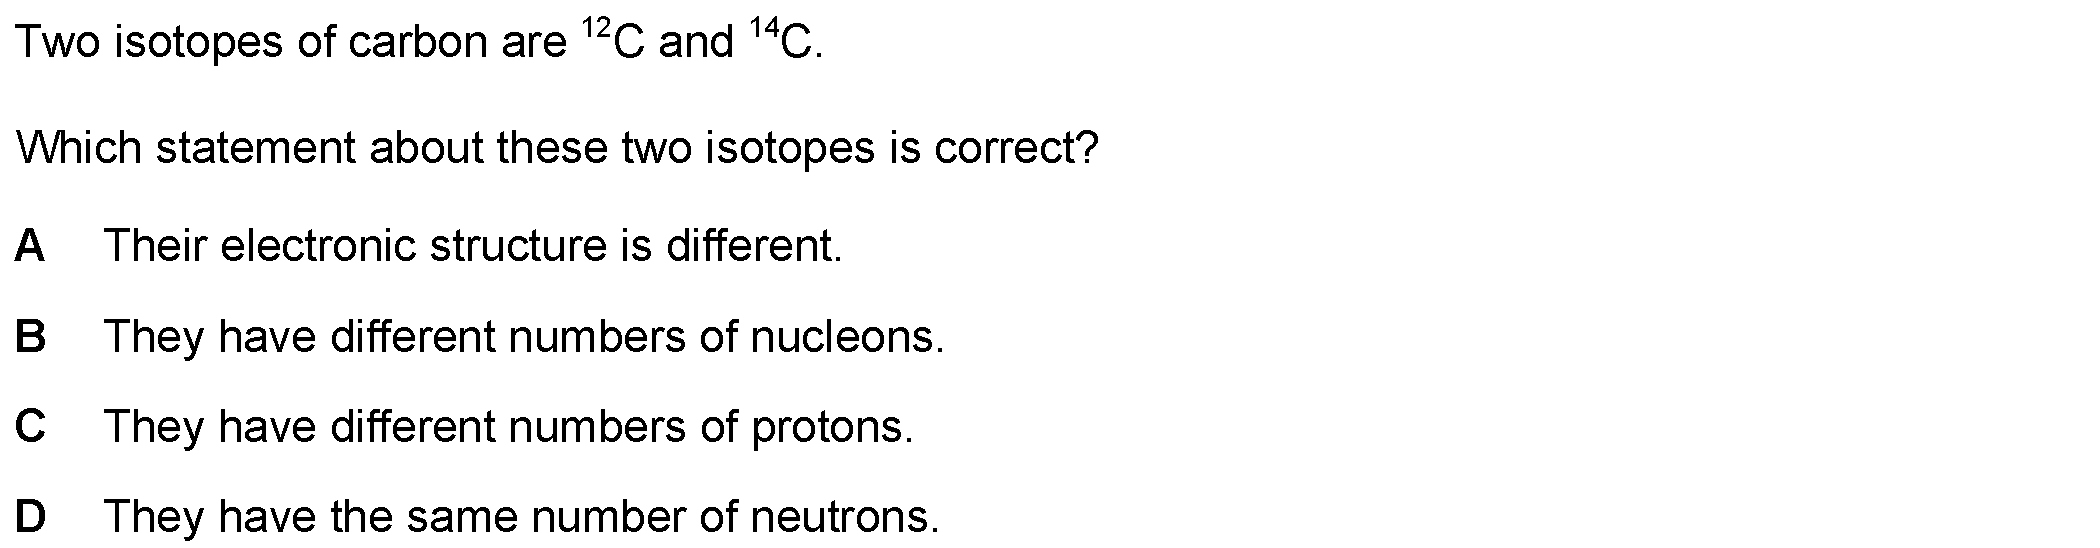 Two isotopes of carbon are ¹²C and ¹⁴C.
Which statement about these two isotopes is correct?
A Their electronic structure is different.
B They have different numbers of nucleons.
C They have different numbers of protons.
D They have the same number of neutrons.